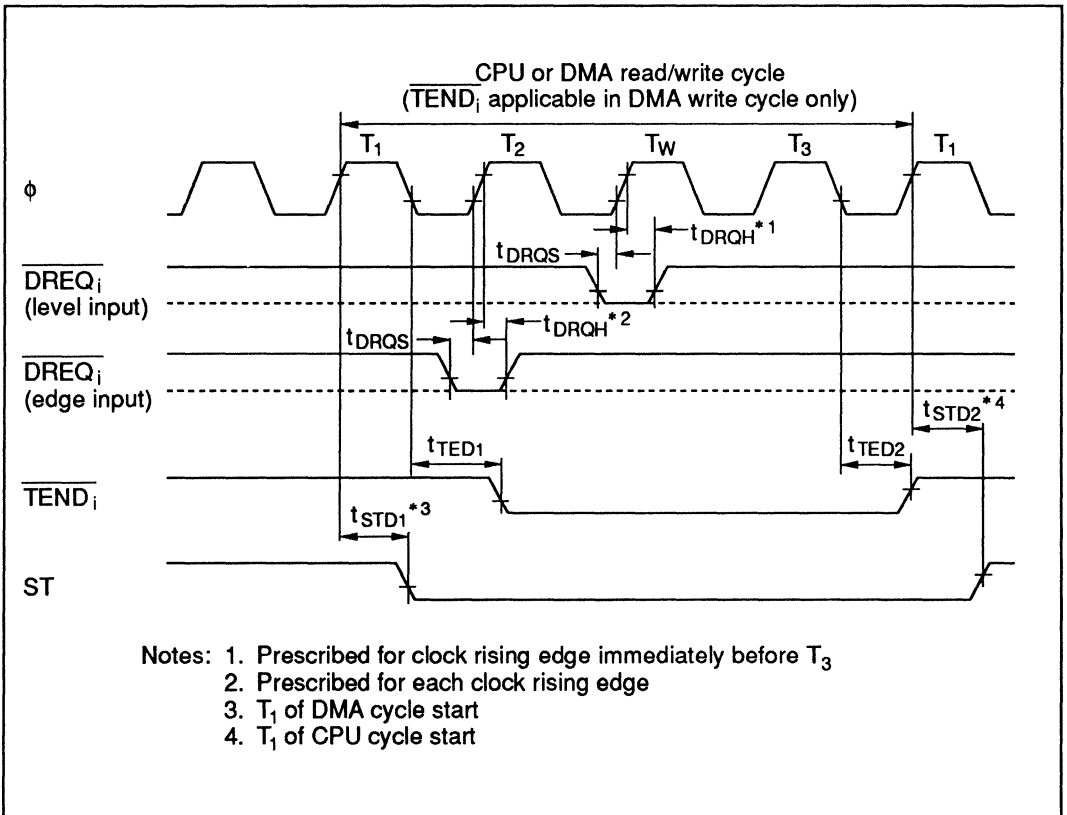 CPU or DMA read/write cycle
(TENDi applicable in DMA write cycle only)
T1 T2 TW T3 T1
ϕ
tDRQH*1
tDRQS
DREQi
(level input)
tDRQH*2
tDRQS
DREQi
(edge input)
tSTD2*4
tTED1 tTED2
TENDi
tSTD1*3
ST
Notes: 1. Prescribed for clock rising edge immediately before T3
2. Prescribed for each clock rising edge
3. T1 of DMA cycle start
4. T1 of CPU cycle start